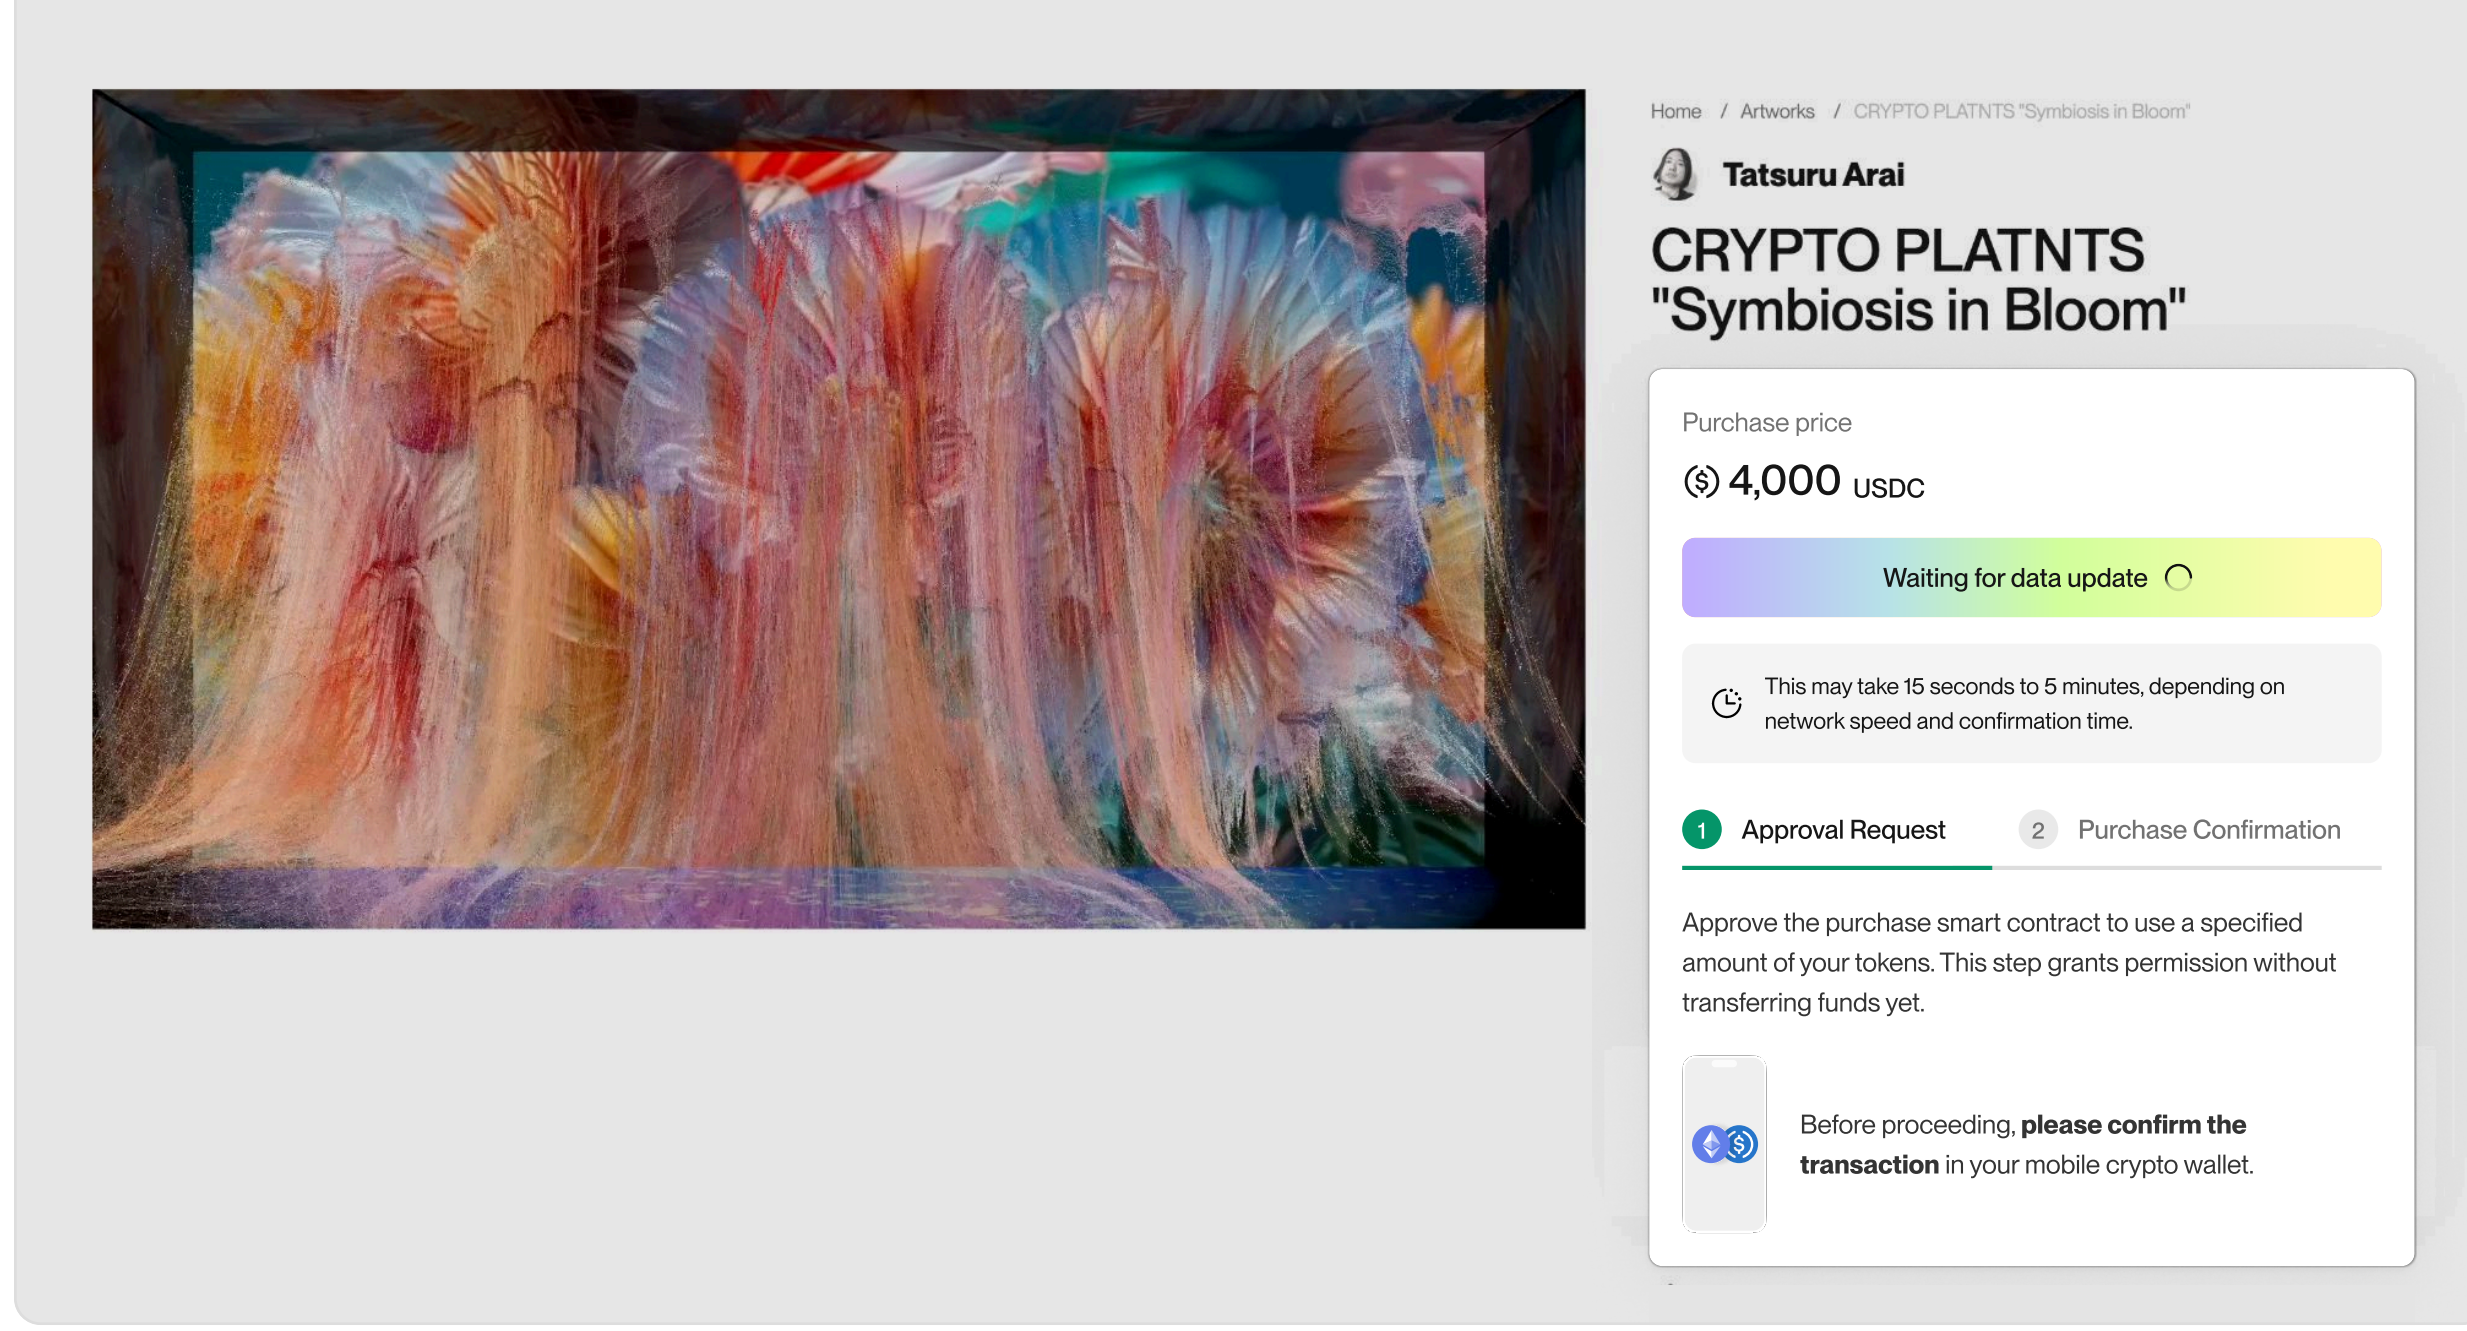 Home / Artworks / CRYPTO PLATNTS "Symbiosis in Bloom"
Tatsuru Arai
CRYPTO PLATNTS
"Symbiosis in Bloom"
Purchase price
4,000 USDC
Waiting for data update
This may take 15 seconds to 5 minutes, depending on
network speed and confirmation time.
1 Approval Request
2 Purchase Confirmation
Approve the purchase smart contract to use a specified
amount of your tokens. This step grants permission without
transferring funds yet.
Before proceeding, please confirm the
transaction in your mobile crypto wallet.